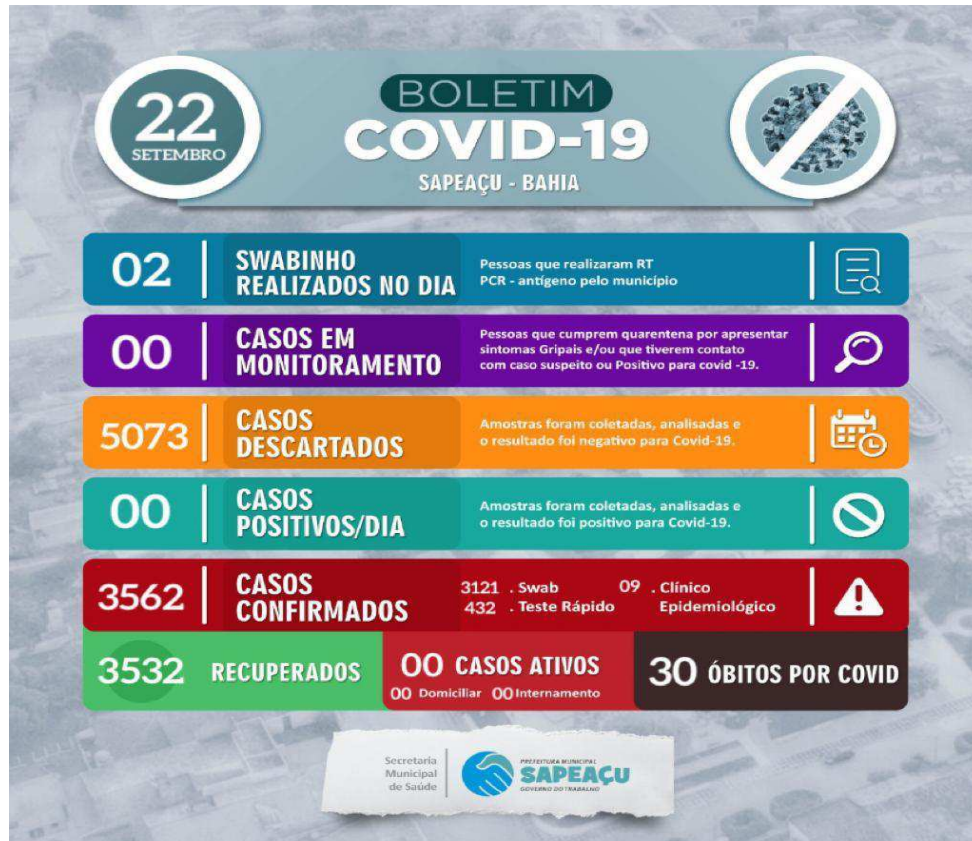 22
SETEMBRO
BOLETIM
COVID-19
SAPEAÇU - BAHIA
02
SWABINHO
REALIZADOS NO DIA
Pessoas que realizaram RT
PCR - antígeno pelo município
00
CASOS EM
MONITORAMENTO
Pessoas que cumprem quarentena por apresentar
sintomas Gripais e/ou que tiverem contato
com caso suspeito ou Positivo para covid -19.
5073
CASOS
DESCARTADOS
Amostras foram coletadas, analisadas e
o resultado foi negativo para Covid-19.
00
CASOS
POSITIVOS/DIA
Amostras foram coletadas, analisadas e
o resultado foi positivo para Covid-19.
3562
CASOS
CONFIRMADOS
3121 . Swab
432 . Teste Rápido
09 . Clínico
Epidemiológico
3532 RECUPERADOS
00 CASOS ATIVOS
00 Domiciliar 00 Internamento
30 ÓBITOS POR COVID
Secretaria
Municipal
de Saúde
PREFEITURA MUNICIPAL
SAPEAÇU
GOVERNO DO TRABALHO